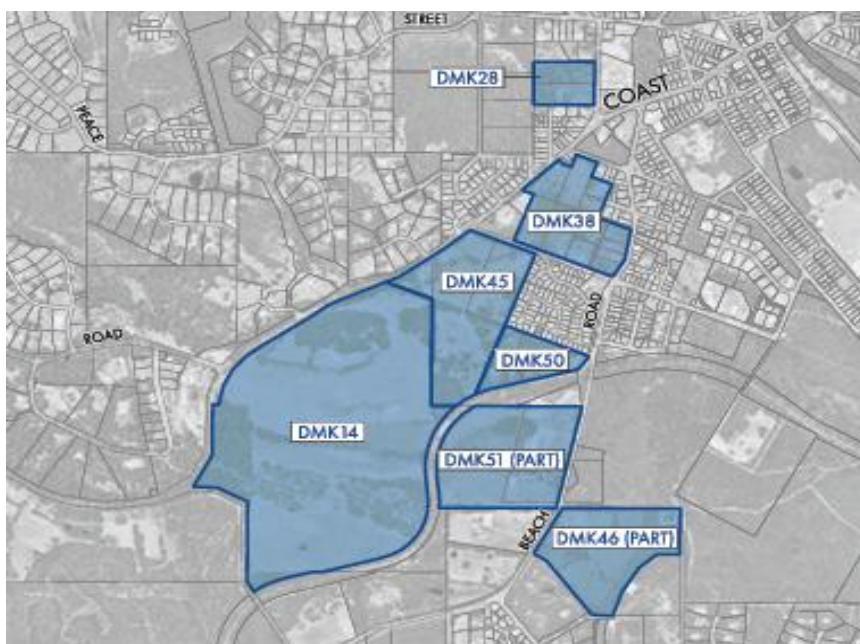 STREET
DMK28
COAST
PEACE
DMK38
DMK45
ROAD
ROAD
DMK50
DMK14
DMK51 (PART)
BEACH
DMK46 (PART)